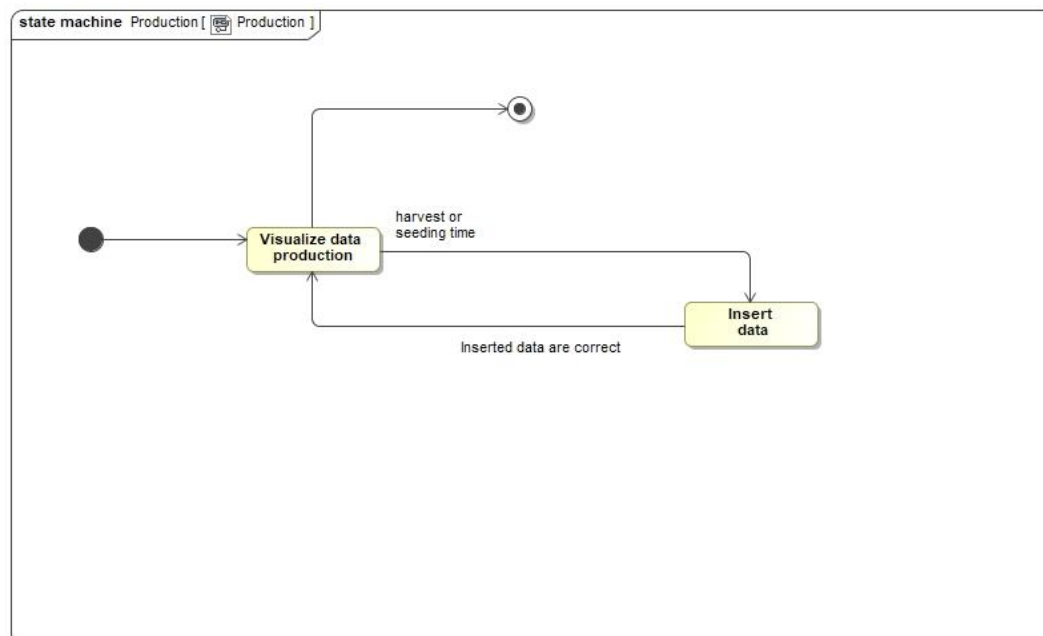 state machine Production [ Production ]
harvest or
seeding time
Visualize data
production
Insert
data
Inserted data are correct